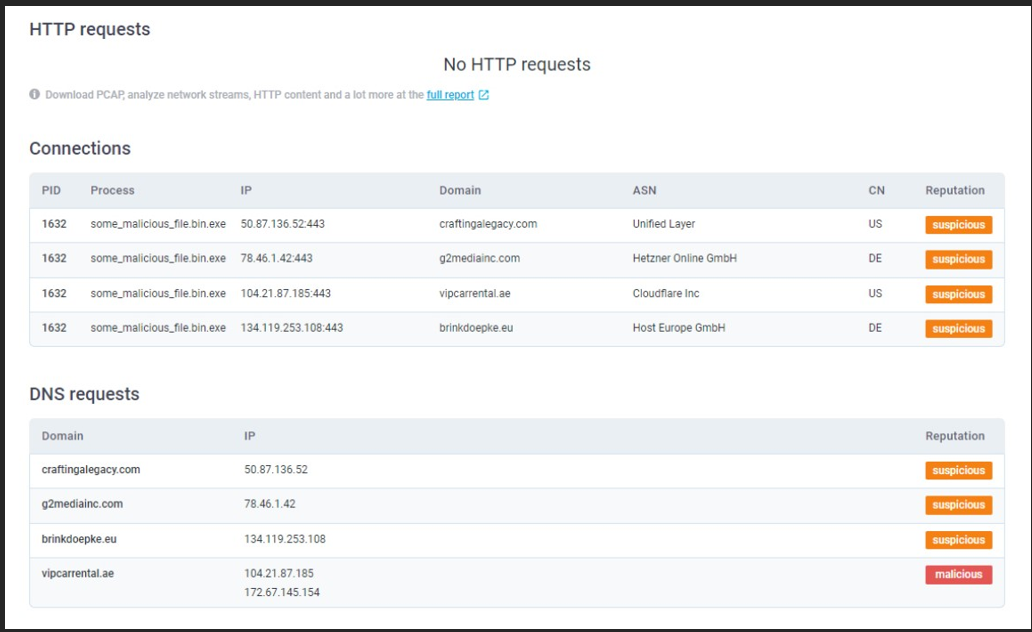 HTTP requests
No HTTP requests
Download PCAP, analyze network streams, HTTP content and a lot more at the full report
Connections
PID Process IP Domain ASN CN Reputation
1632 some_malicious_file.bin.exe 50.87.136.52:443 craftingalegacy.com Unified Layer US suspicious
1632 some_malicious_file.bin.exe 78.46.1.42:443 g2mediainc.com Hetzner Online GmbH DE suspicious
1632 some_malicious_file.bin.exe 104.21.87.185:443 vipcarrental.ae Cloudflare Inc US suspicious
1632 some_malicious_file.bin.exe 134.119.253.108:443 brinkdoepke.eu Host Europe GmbH DE suspicious
DNS requests
Domain IP Reputation
craftingalegacy.com 50.87.136.52 suspicious
g2mediainc.com 78.46.1.42 suspicious
brinkdoepke.eu 134.119.253.108 suspicious
vipcarrental.ae 104.21.87.185 malicious
172.67.145.154